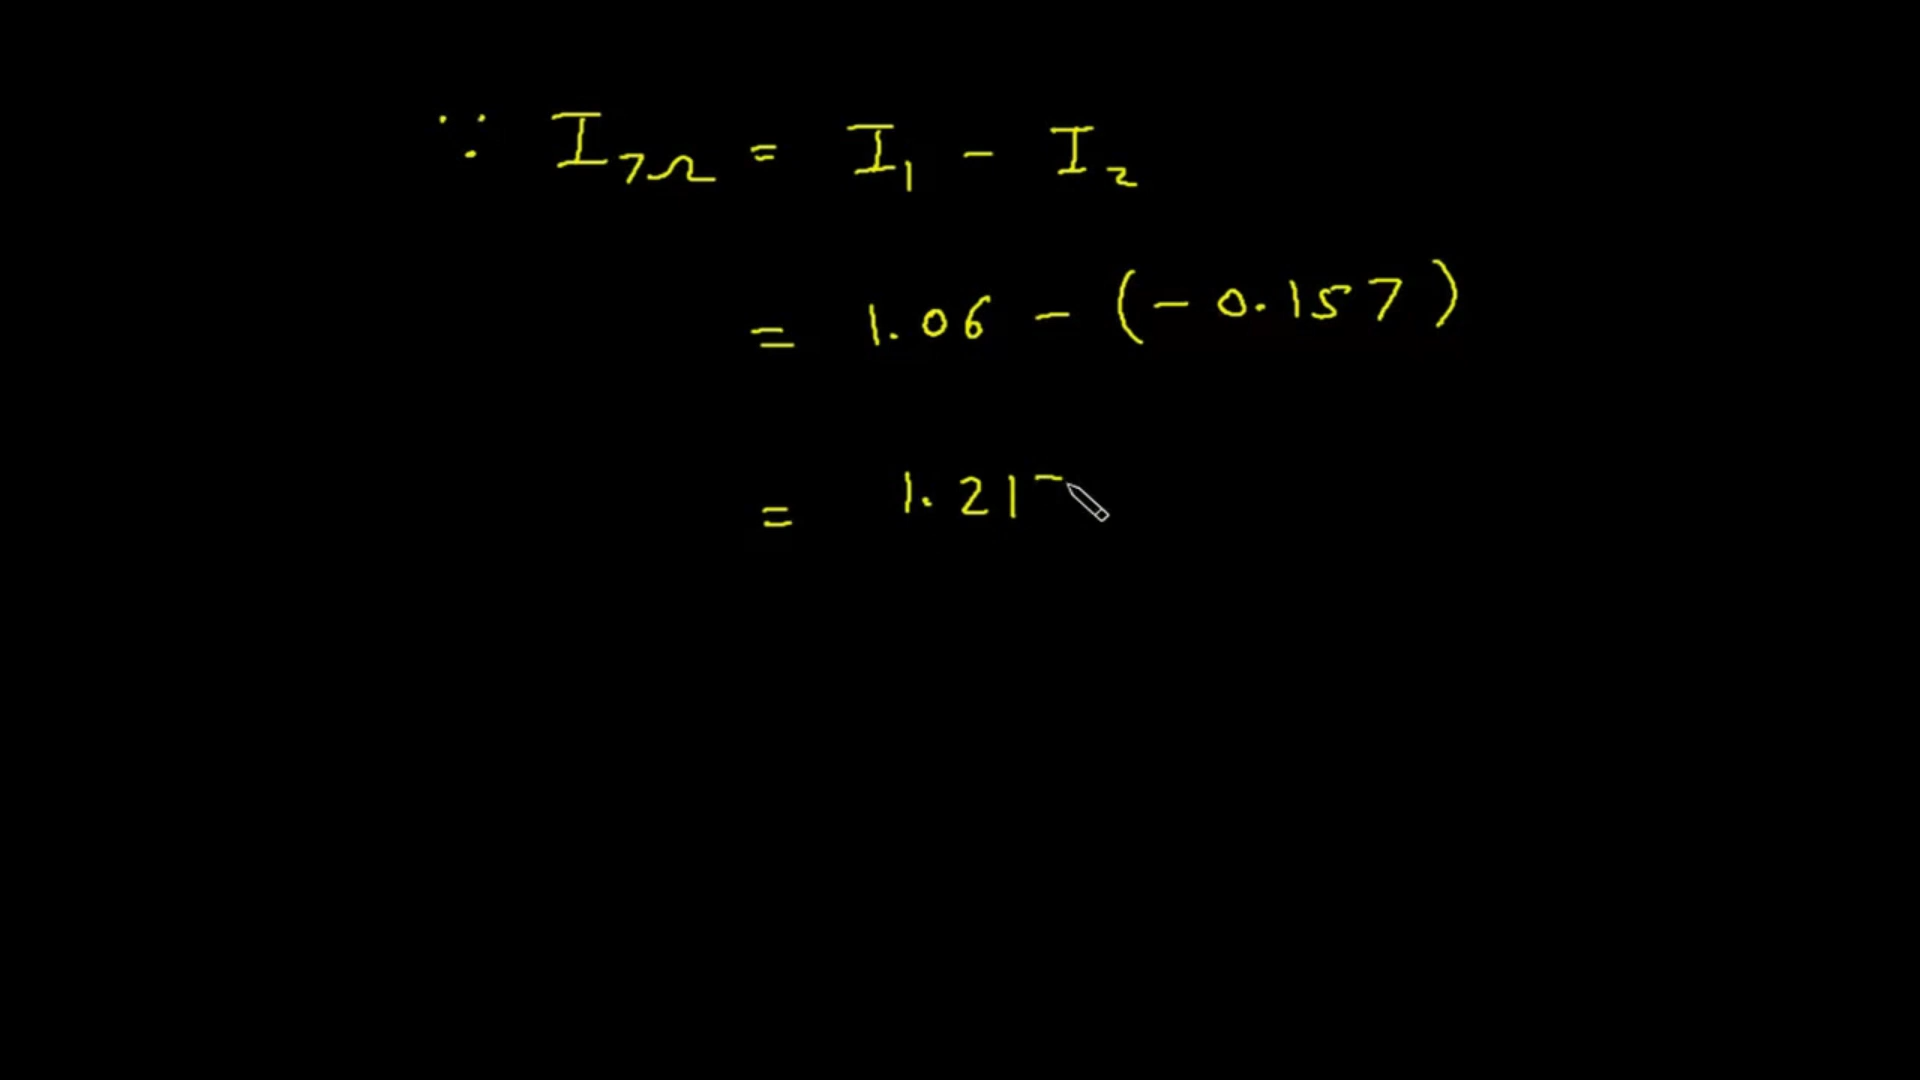 ∵ I₇Ω = I₁ - I₂
= 1.06 - (-0.157)
= 1.21